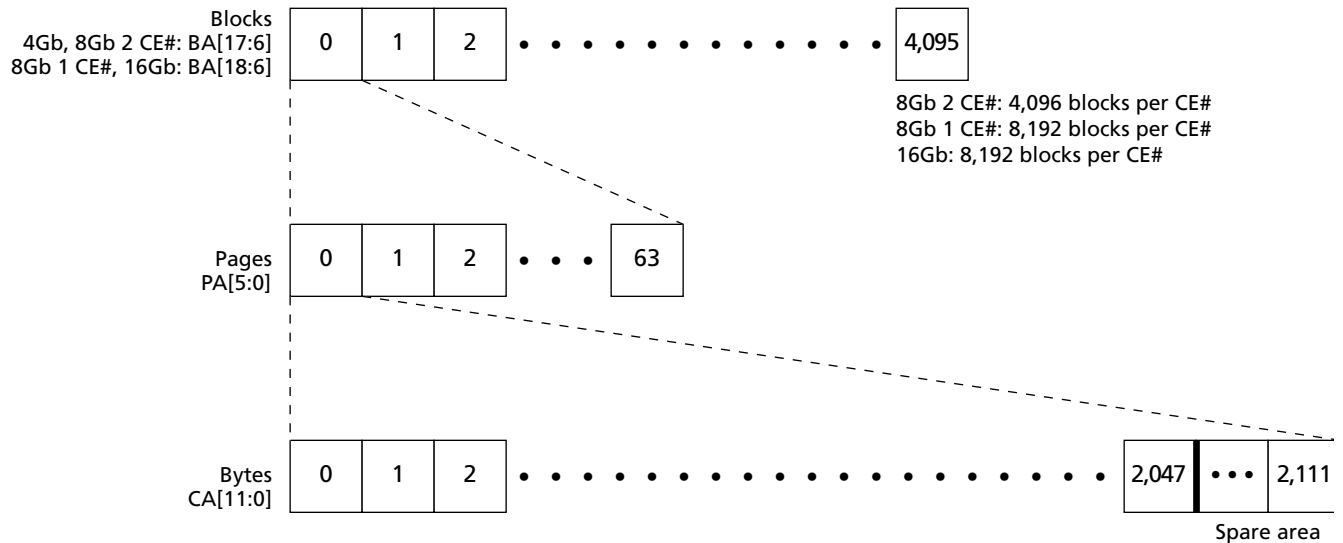 Blocks
4Gb, 8Gb 2 CE#: BA[17:6]
8Gb 1 CE#, 16Gb: BA[18:6]
0 1 2 • • • • • • • • • • • • 4,095
8Gb 2 CE#: 4,096 blocks per CE#
8Gb 1 CE#: 8,192 blocks per CE#
16Gb: 8,192 blocks per CE#
Pages
PA[5:0]
0 1 2 • • • 63
Bytes
CA[11:0]
0 1 2 • • • • • • • • • • • • • • • • • • • 2,047 ••• 2,111
Spare area